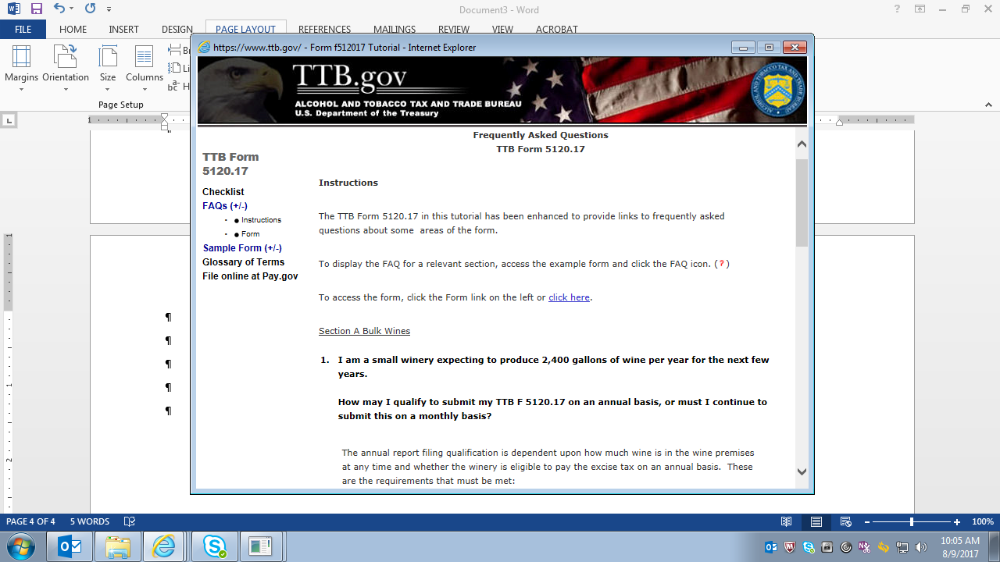 Document3 - Word
FILE HOME INSERT DESIGN PAGE LAYOUT REFERENCES MAILINGS REVIEW VIEW ACROBAT
https://www.ttb.gov/ - Form f512017 Tutorial - Internet Explorer
Margins Orientation Size Columns
Page Setup
TTB.gov
ALCOHOL AND TOBACCO TAX AND TRADE BUREAU
U.S. Department of the Treasury
Frequently Asked Questions
TTB Form 5120.17
TTB Form
5120.17
Checklist
FAQs (+/-)
Instructions
Form
Sample Form (+/-)
Glossary of Terms
File online at Pay.gov
Instructions
The TTB Form 5120.17 in this tutorial has been enhanced to provide links to frequently asked
questions about some areas of the form.
To display the FAQ for a relevant section, access the example form and click the FAQ icon. (?)
To access the form, click the Form link on the left or click here.
Section A Bulk Wines
1. I am a small winery expecting to produce 2,400 gallons of wine per year for the next few
years.
How may I qualify to submit my TTB F 5120.17 on an annual basis, or must I continue to
submit this on a monthly basis?
The annual report filing qualification is dependent upon how much wine is in the wine premises
at any time and whether the winery is eligible to pay the excise tax on an annual basis. These
are the requirements that must be met:
PAGE 4 OF 4 5 WORDS 100%
10:05 AM
8/9/2017